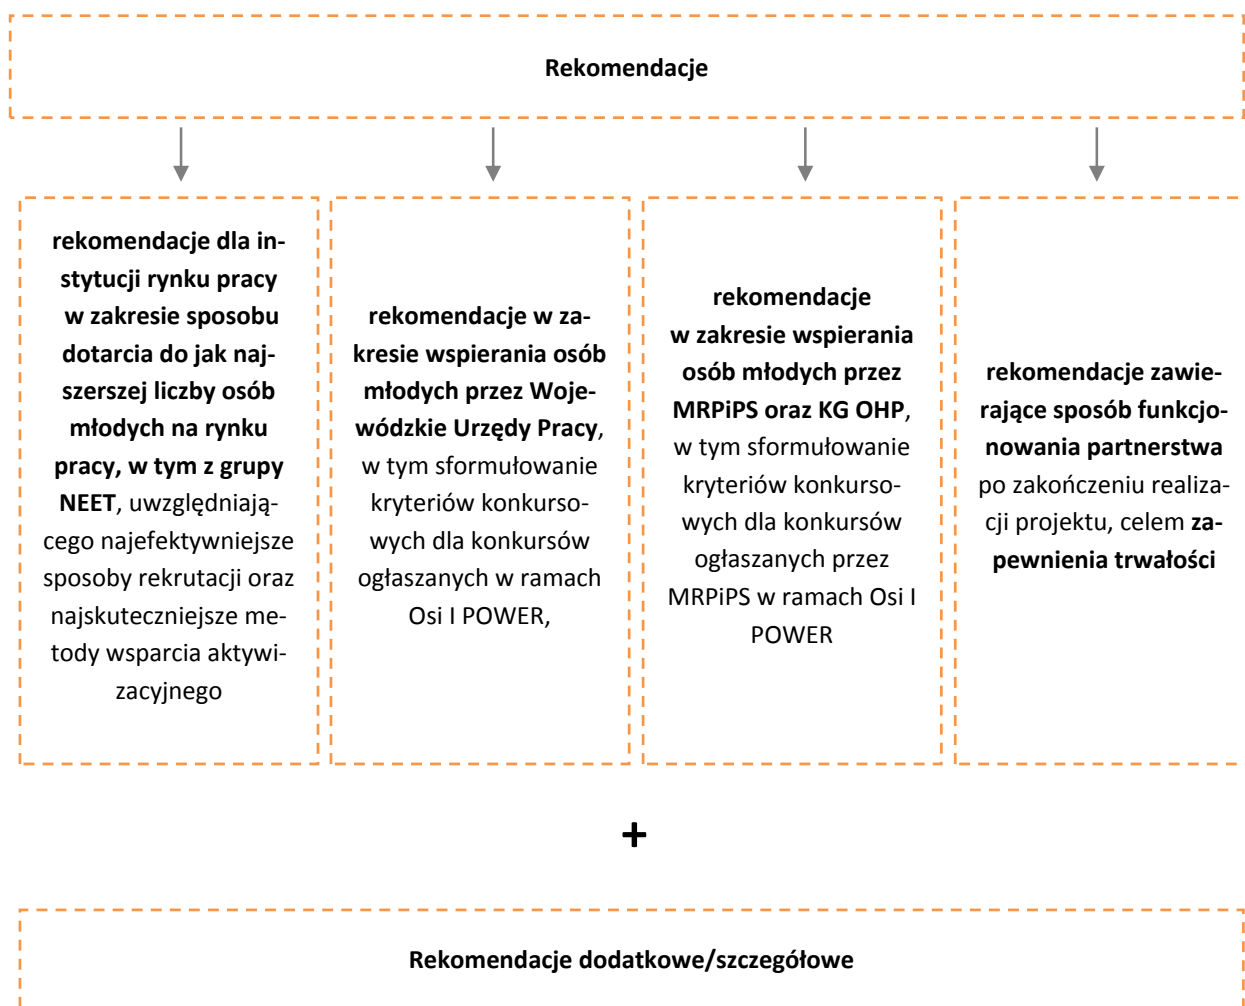 Rekomendacje
rekomendacje dla in-
stytucji rynku pracy
w zakresie sposobu
dotarcia do jak naj-
szerszej liczby osób
młodych na rynku
pracy, w tym z grupy
NEET, uwzględniają-
cego najefektywniejsze
sposoby rekrutacji oraz
najskuteczniejsze me-
tody wsparcia aktywi-
zacyjnego
rekomendacje w za-
kresie wspierania osób
młodych przez Woje-
wódzkie Urzędy Pracy,
w tym sformułowanie
kryteriów konkurso-
wych dla konkursów
ogłaszanych w ramach
Osi I POWER,
rekomendacje
w zakresie wspierania
osób młodych przez
MRPiPS oraz KG OHP,
w tym sformułowanie
kryteriów konkurso-
wych dla konkursów
ogłaszanych przez
MRPiPS w ramach Osi I
POWER
rekomendacje zawie-
rające sposób funkcjo-
nowania partnerstwa
po zakończeniu realiza-
cji projektu, celem za-
pewnienia trwałości
+
Rekomendacje dodatkowe/szczegółowe